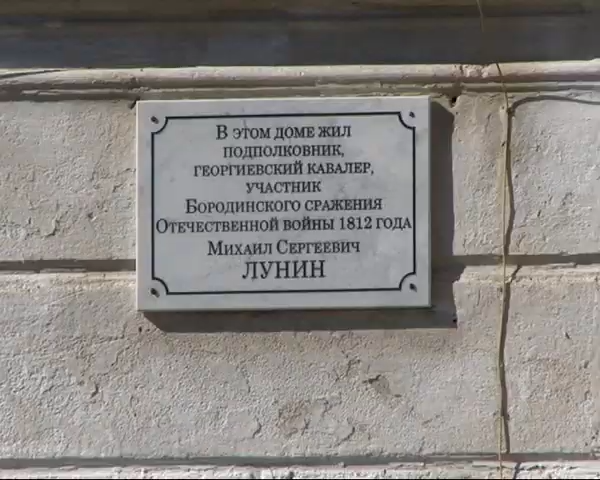 В этом доме жил
подполковник,
георгиевский кавалер,
участник
Бородинского сражения
Отечественной войны 1812 года
Михаил Сергеевич
ЛУНИН